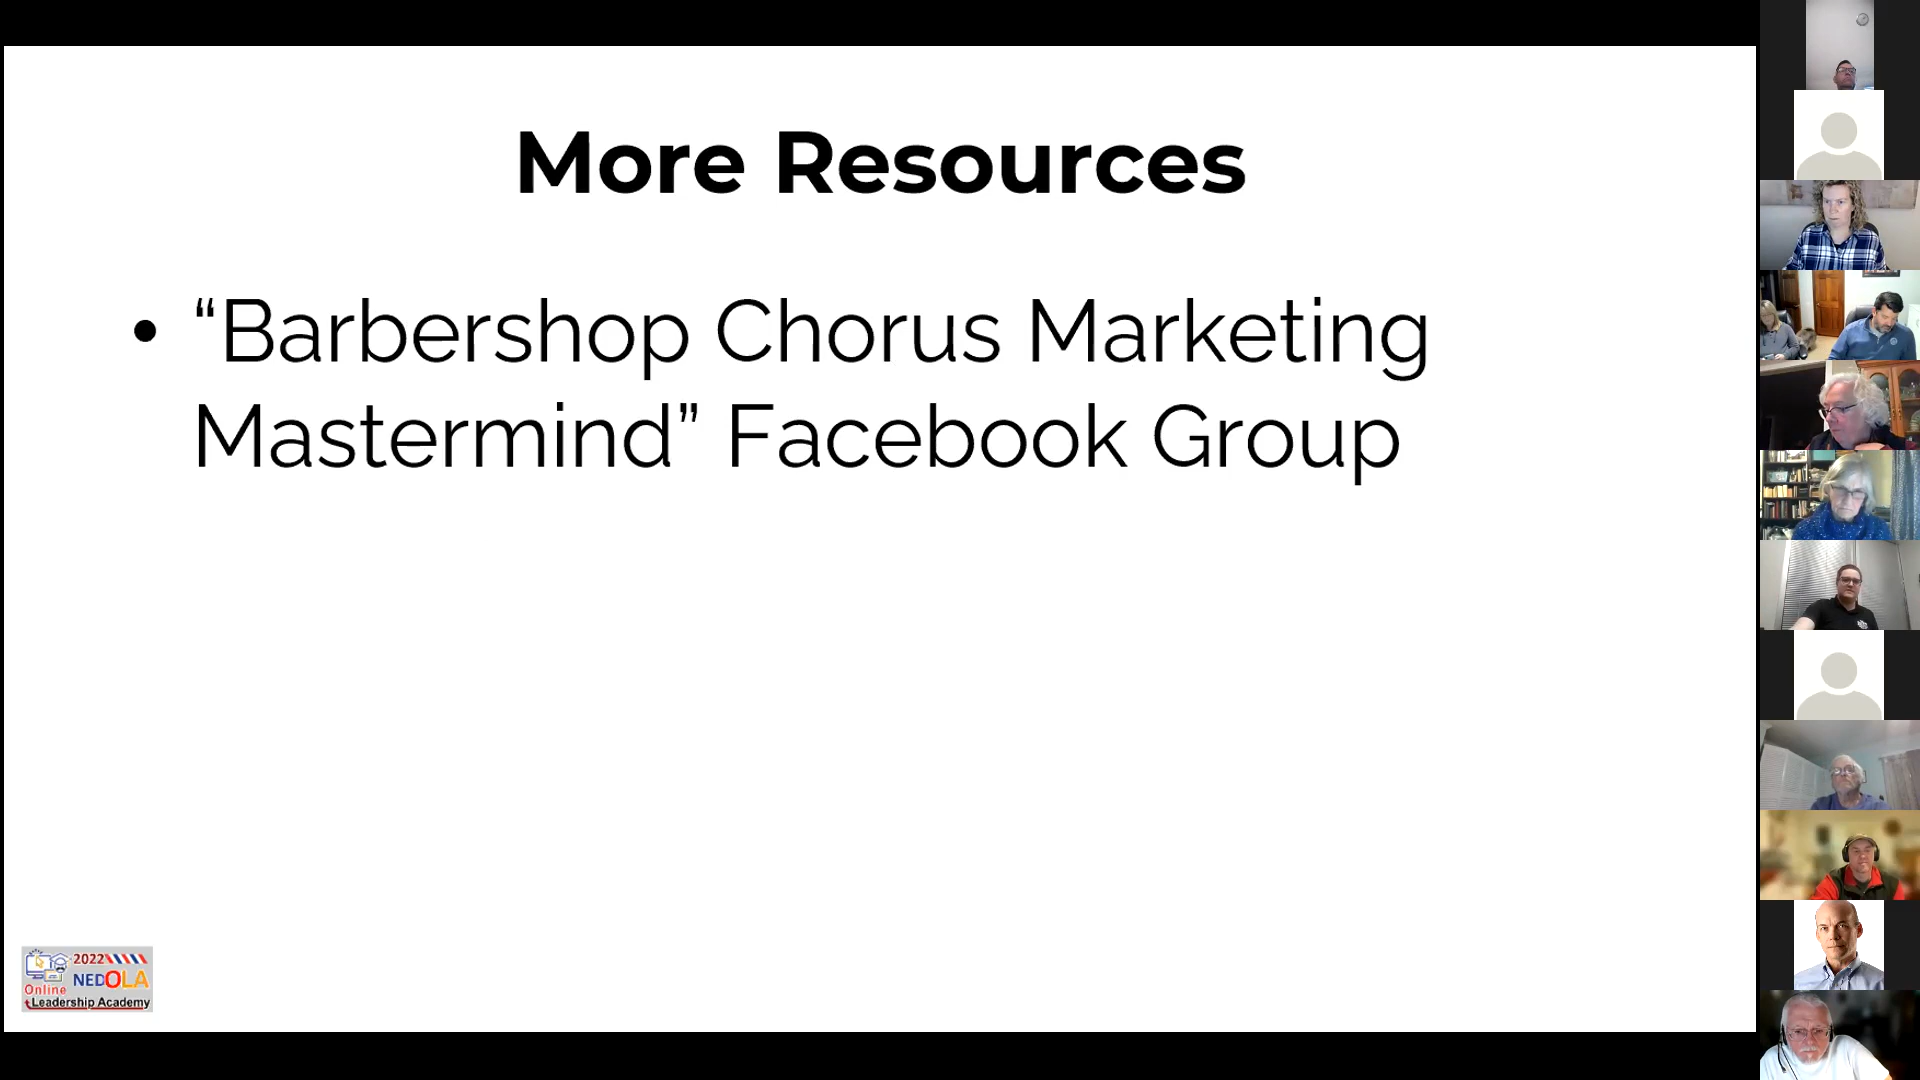 More Resources
• “Barbershop Chorus Marketing
Mastermind” Facebook Group
2022
NEDOLA
Online
Leadership Academy